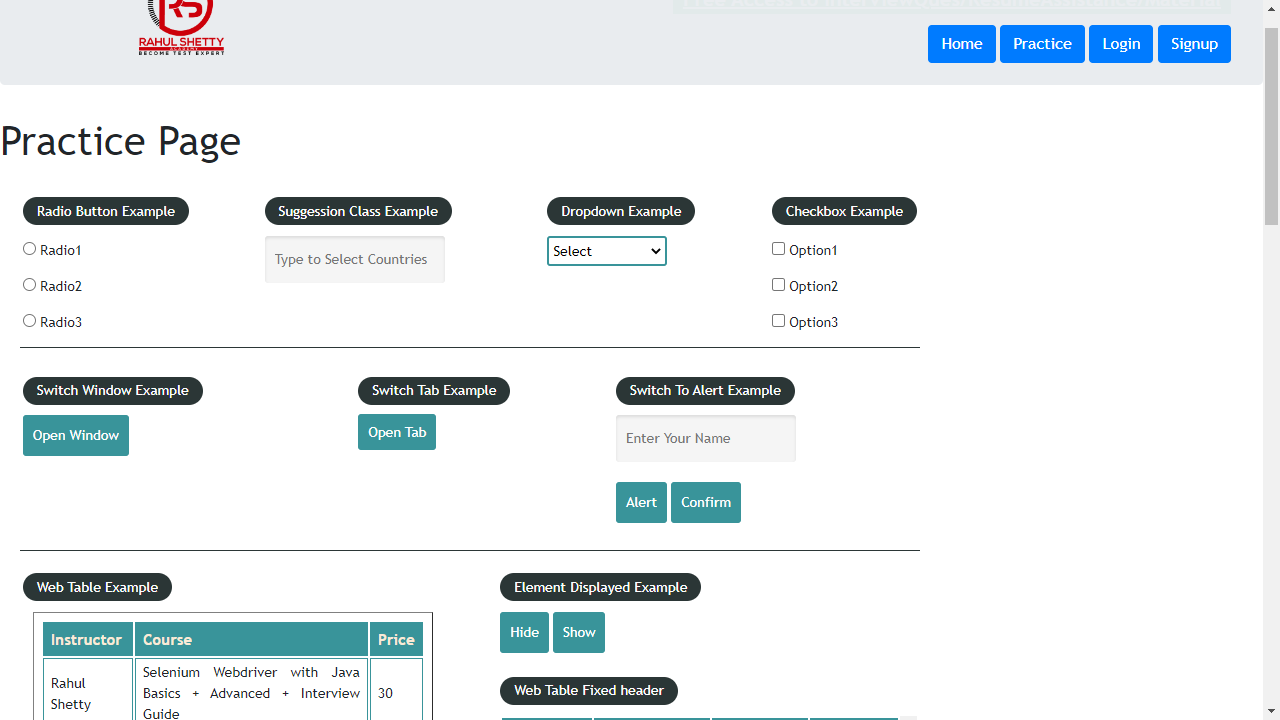 RS
RAHUL SHETTY
ACADEMY
BECOME TEST EXPERT
Home
Practice
Login
Signup
Practice Page
Radio Button Example
Radio1
Radio2
Radio3
Suggession Class Example
Type to Select Countries
Dropdown Example
Select
Checkbox Example
Option1
Option2
Option3
Switch Window Example
Open Window
Switch Tab Example
Open Tab
Switch To Alert Example
Enter Your Name
Alert
Confirm
Web Table Example
Instructor Course Price
Rahul Shetty
Selenium Webdriver with Java
Basics + Advanced + Interview
Guide
30
Element Displayed Example
Hide
Show
Web Table Fixed header